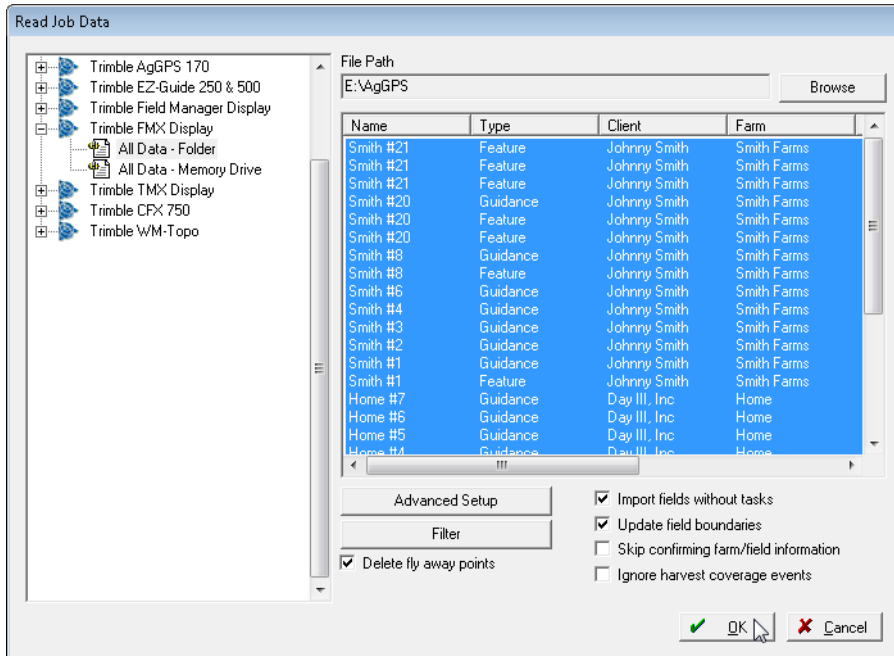 Read Job Data
Trimble AgGPS 170
Trimble EZ-Guide 250 & 500
Trimble Field Manager Display
Trimble FMX Display
All Data - Folder
All Data - Memory Drive
Trimble TMX Display
Trimble CFX 750
Trimble WM-Topo
File Path
E:\AgGPS
Browse
Name Type Client Farm
Smith #21 Feature Johnny Smith Smith Farms
Smith #21 Feature Johnny Smith Smith Farms
Smith #21 Feature Johnny Smith Smith Farms
Smith #20 Guidance Johnny Smith Smith Farms
Smith #20 Feature Johnny Smith Smith Farms
Smith #20 Feature Johnny Smith Smith Farms
Smith #8 Guidance Johnny Smith Smith Farms
Smith #8 Feature Johnny Smith Smith Farms
Smith #6 Guidance Johnny Smith Smith Farms
Smith #4 Guidance Johnny Smith Smith Farms
Smith #3 Guidance Johnny Smith Smith Farms
Smith #2 Guidance Johnny Smith Smith Farms
Smith #1 Guidance Johnny Smith Smith Farms
Smith #1 Feature Johnny Smith Smith Farms
Home #7 Guidance Day III, Inc Home
Home #6 Guidance Day III, Inc Home
Home #5 Guidance Day III, Inc Home
Home #4 Guidance Day III, Inc Home
Advanced Setup
Filter
Delete fly away points
Import fields without tasks
Update field boundaries
Skip confirming farm/field information
Ignore harvest coverage events
OK
Cancel